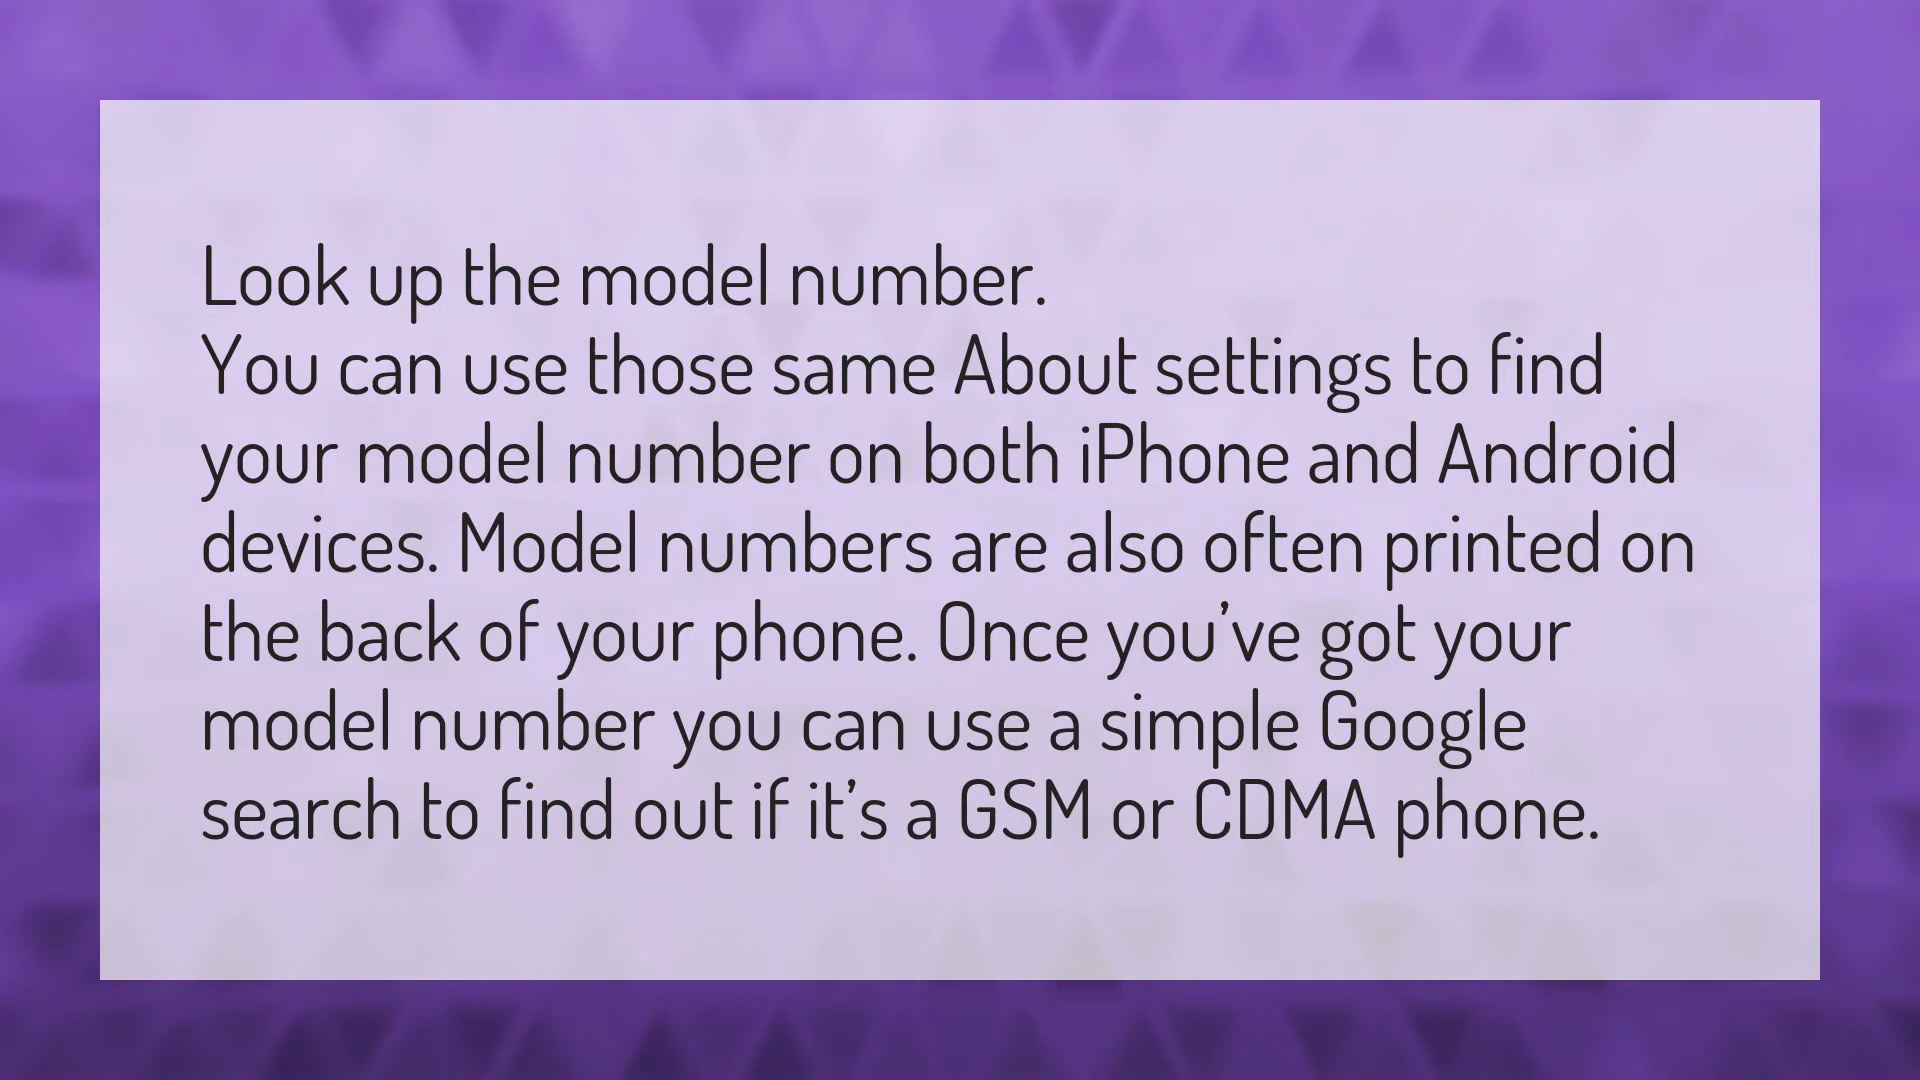 Look up the model number.
You can use those same About settings to find
your model number on both iPhone and Android
devices. Model numbers are also often printed on
the back of your phone. Once you’ve got your
model number you can use a simple Google
search to find out if it’s a GSM or CDMA phone.